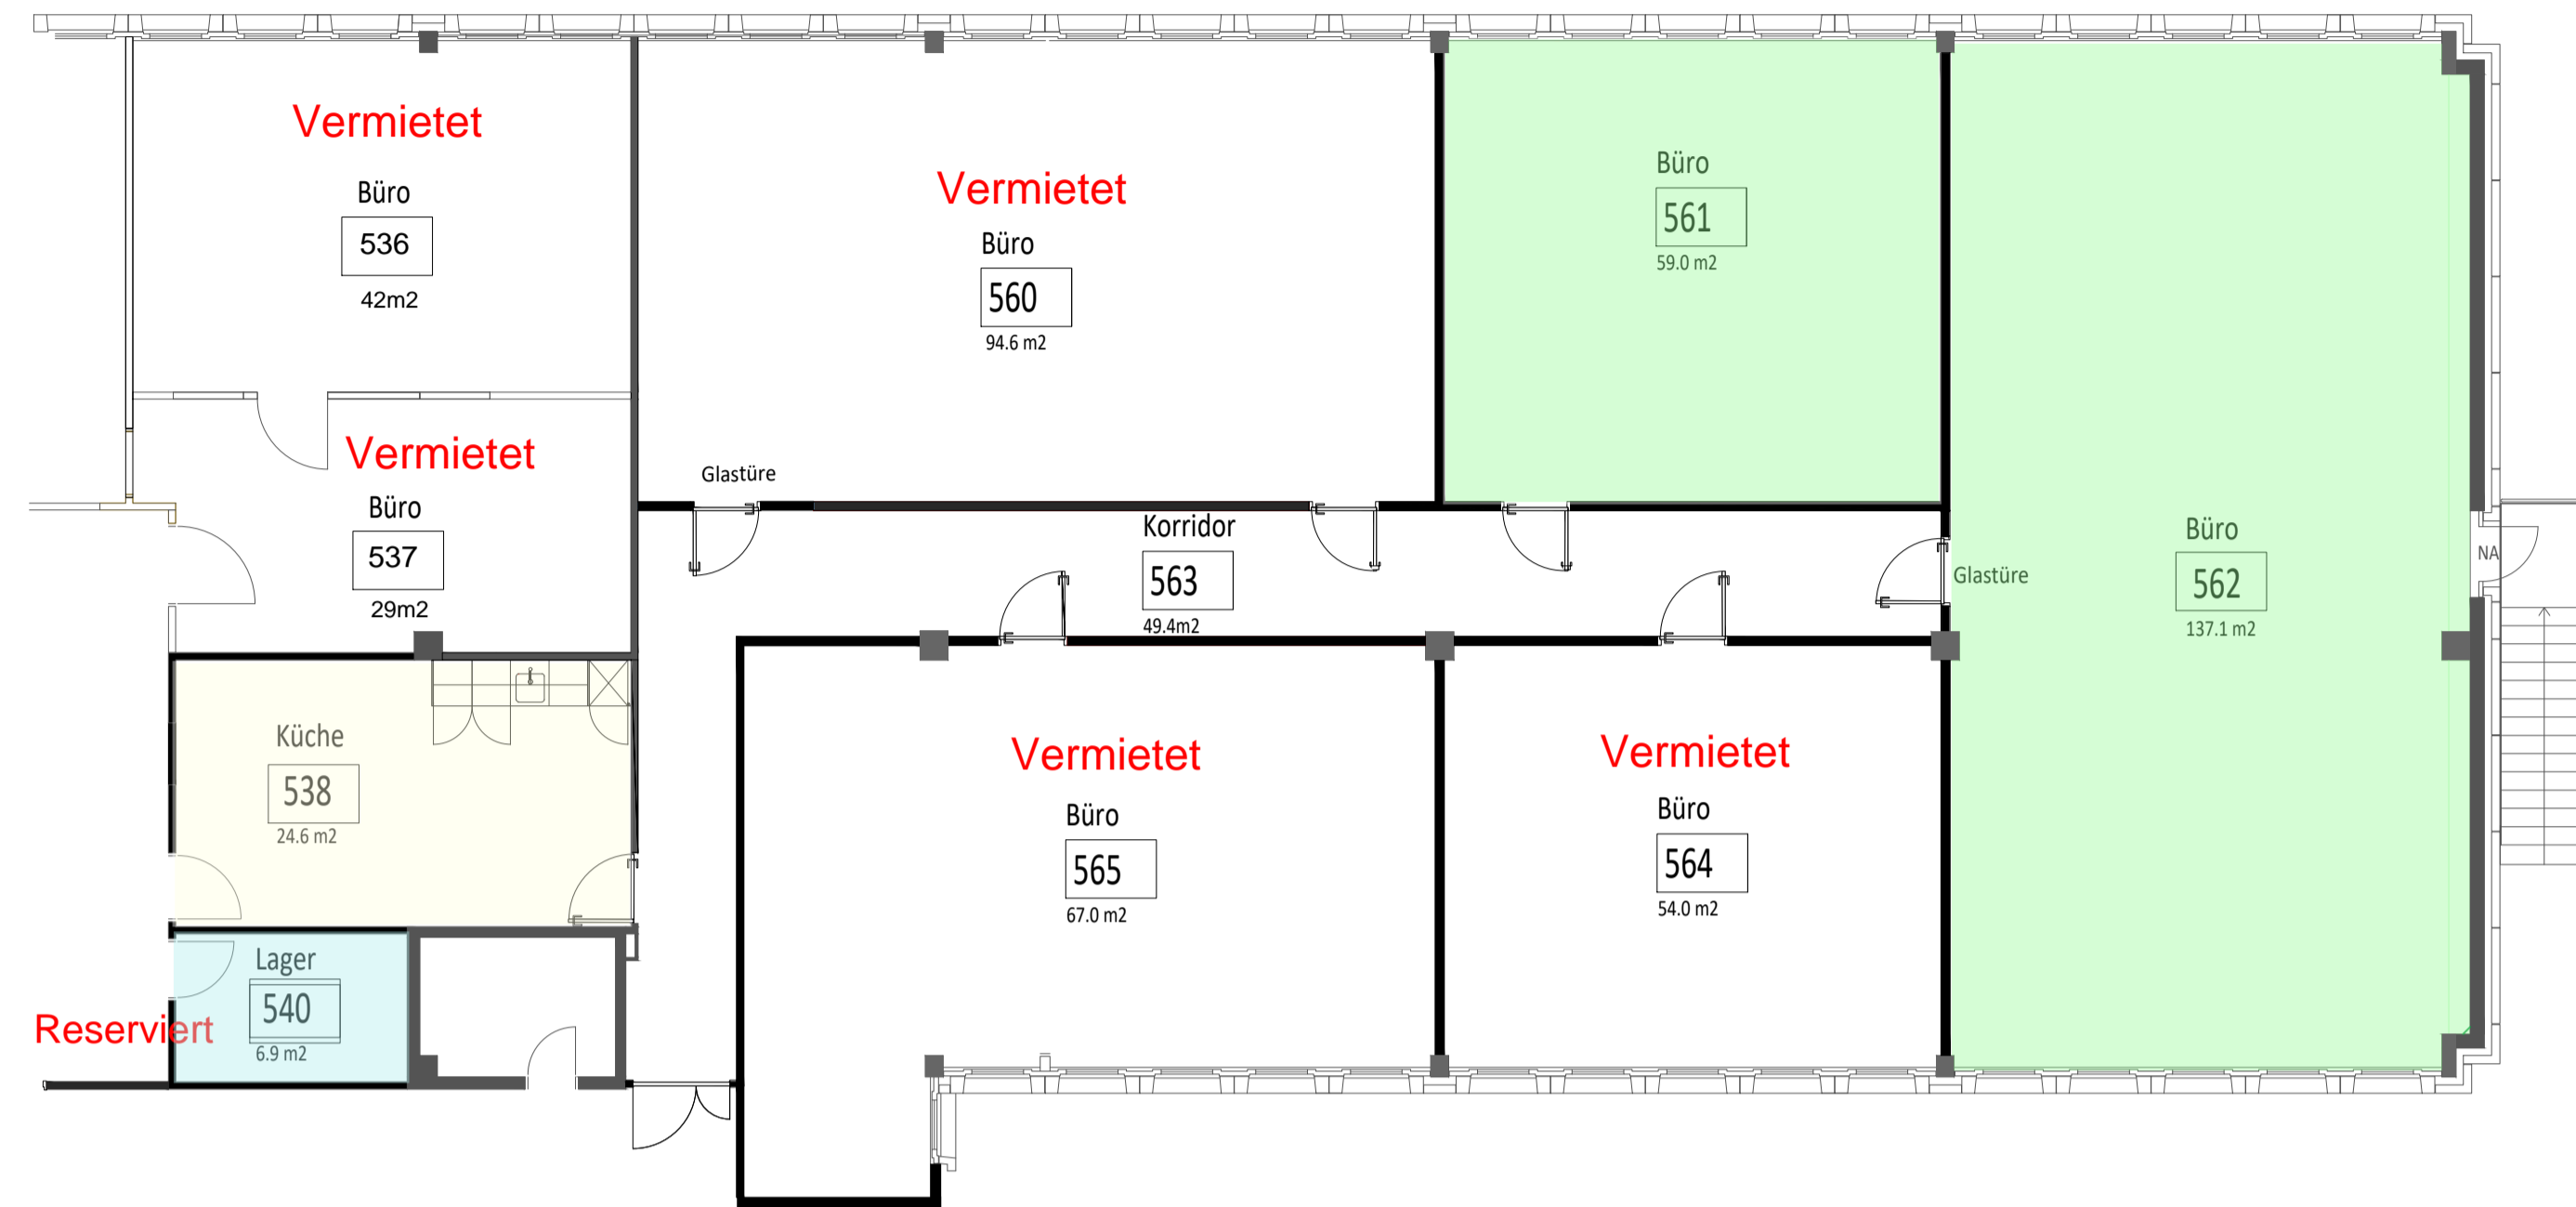 Vermietet
Büro
536
42m2
Vermietet
Büro
537
29m2
Vermietet
Büro
560
94.6 m2
Glastüre
Büro
561
59.0 m2
Korridor
563
49.4m2
Glastüre
Büro
562
137.1 m2
NA
Küche
538
24.6 m2
Lager
540
6.9 m2
Reserviert
Vermietet
Büro
565
67.0 m2
Vermietet
Büro
564
54.0 m2